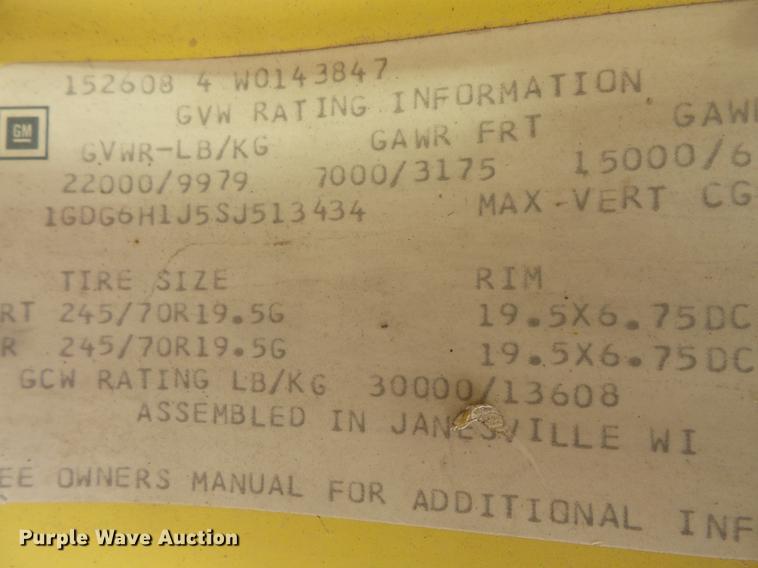 152608 4 W0143847
GVW RATING INFORMATION
GM
GVWR-LB/KG GAWR FRT GAW
22000/9979 7000/3175 15000/6
1GDG6H1J5SJ513434 MAX-VERT CG
TIRE SIZE RIM
RT 245/70R19.5G 19.5X6.75DC
R 245/70R19.5G 19.5X6.75DC
GCW RATING LB/KG 30000/13608
ASSEMBLED IN JANESVILLE WI
EE OWNERS MANUAL FOR ADDITIONAL INF
Purple Wave Auction